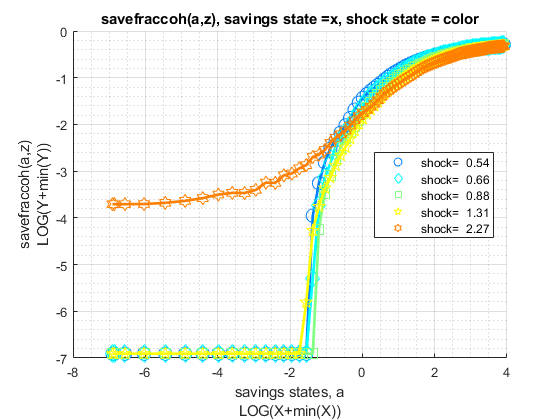 savefraccoh(a,z), savings state =x, shock state = color
0
-1
-2
-3
-4
-5
-6
-7
savefraccoh(a,z)
LOG(Y+min(Y))
shock= 0.54
shock= 0.66
shock= 0.88
shock= 1.31
shock= 2.27
-8
-6
-4
-2
0
2
4
savings states, a
LOG(X+min(X))